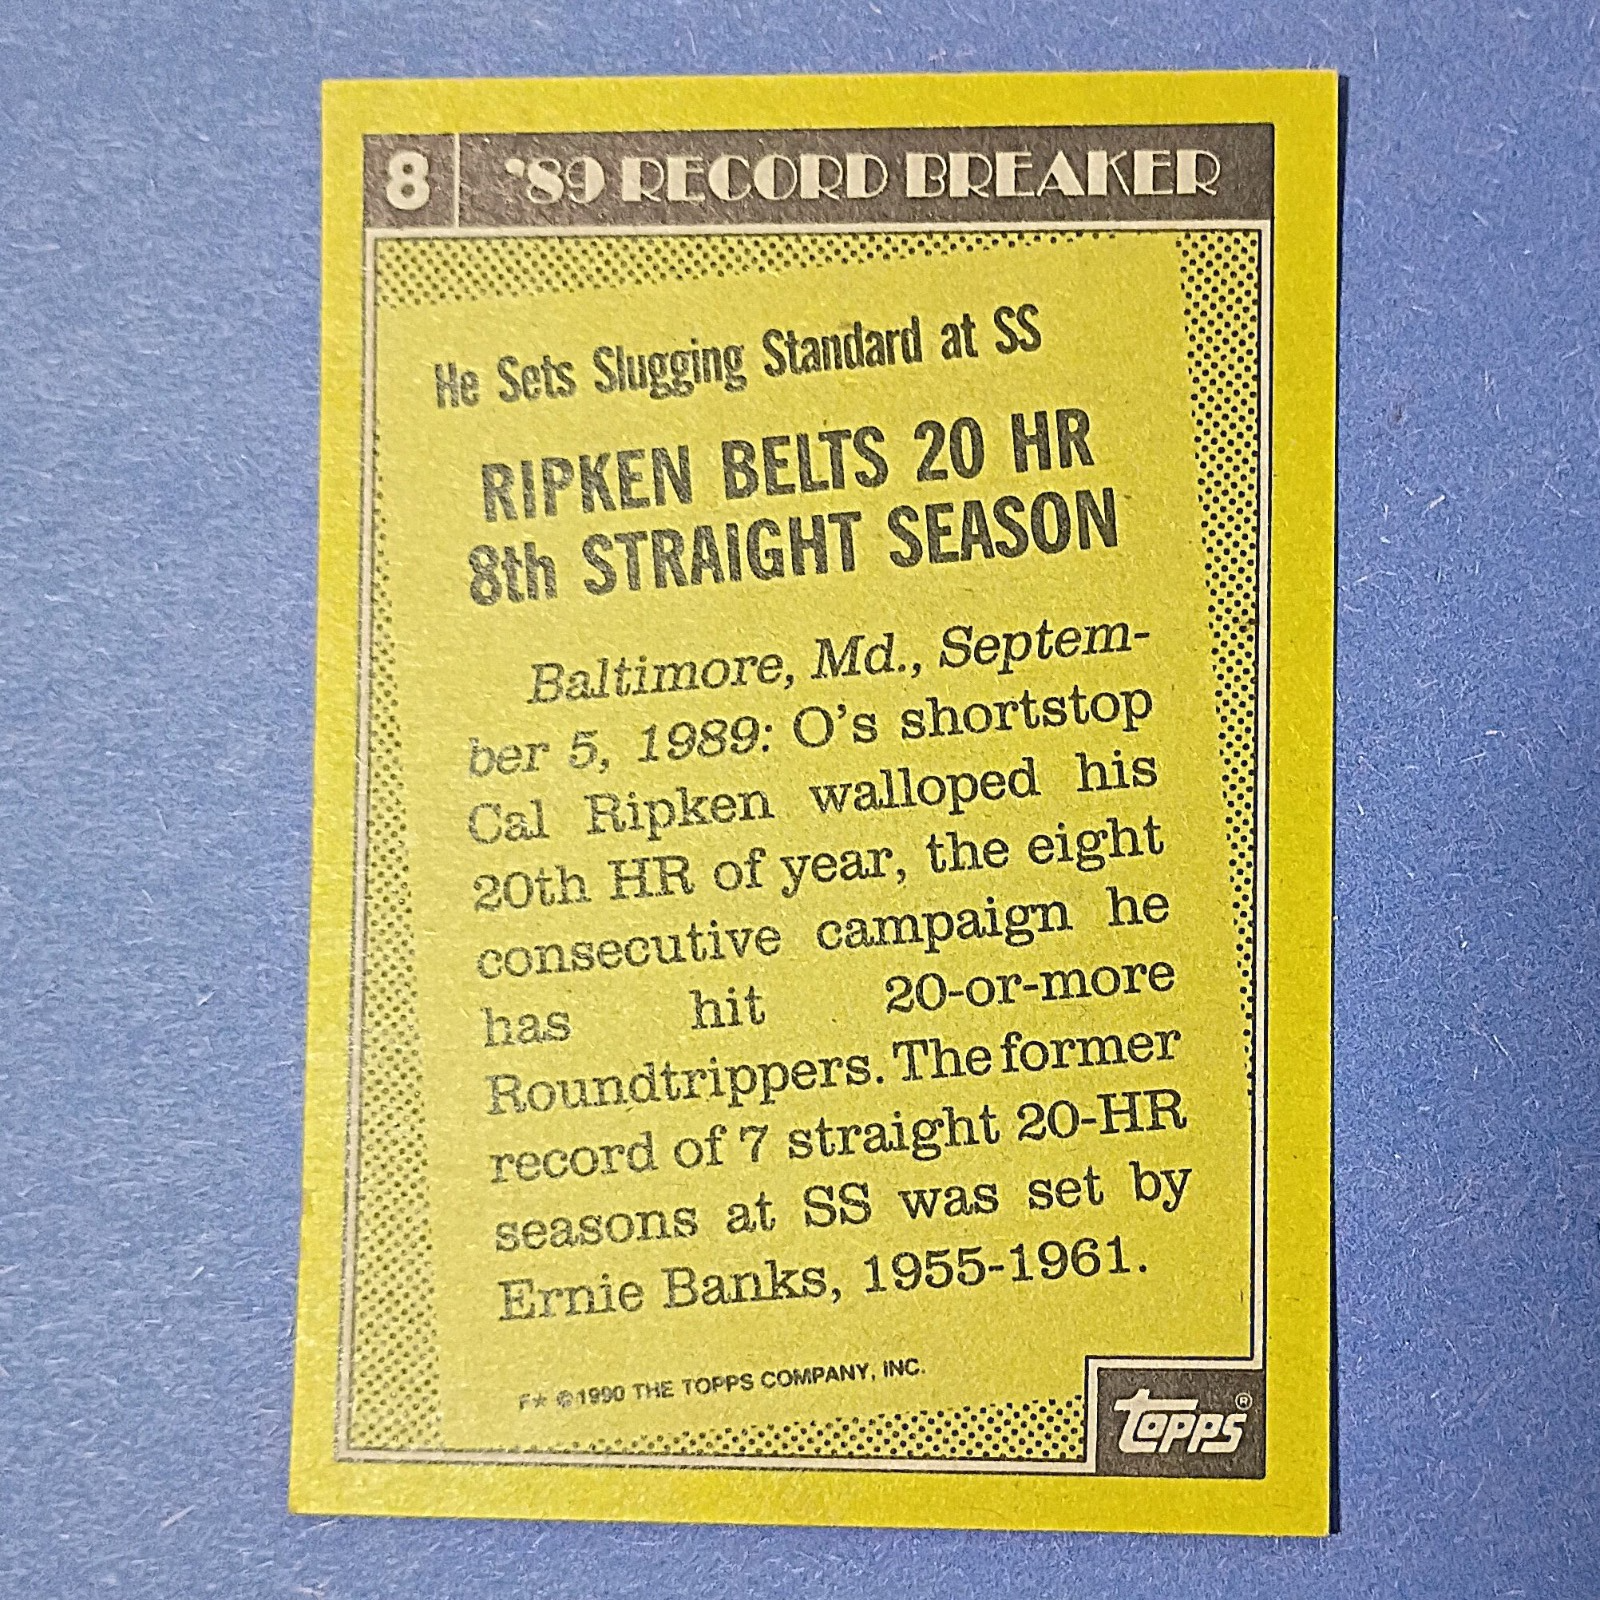 8 '89 RECORD BREAKER
He Sets Slugging Standard at SS
RIPKEN BELTS 20 HR
8th STRAIGHT SEASON
Baltimore, Md., Septem-
ber 5, 1989: O's shortstop
Cal Ripken walloped his
20th HR of year, the eight
consecutive campaign he
has hit 20-or-more
Roundtrippers. The former
record of 7 straight 20-HR
seasons at SS was set by
Ernie Banks, 1955-1961.
F★ ©1990 THE TOPPS COMPANY, INC.
topps®